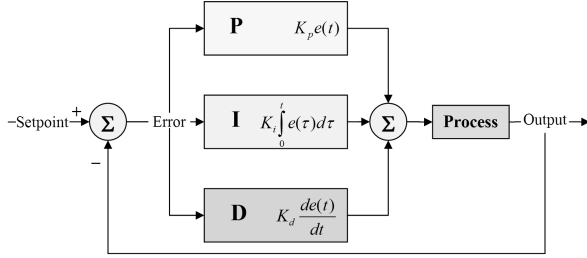 P K_p e(t)
+
Setpoint Σ Error I K_i ∫_0^t e(τ)dτ Σ Process Output
−
D K_d de(t)/dt